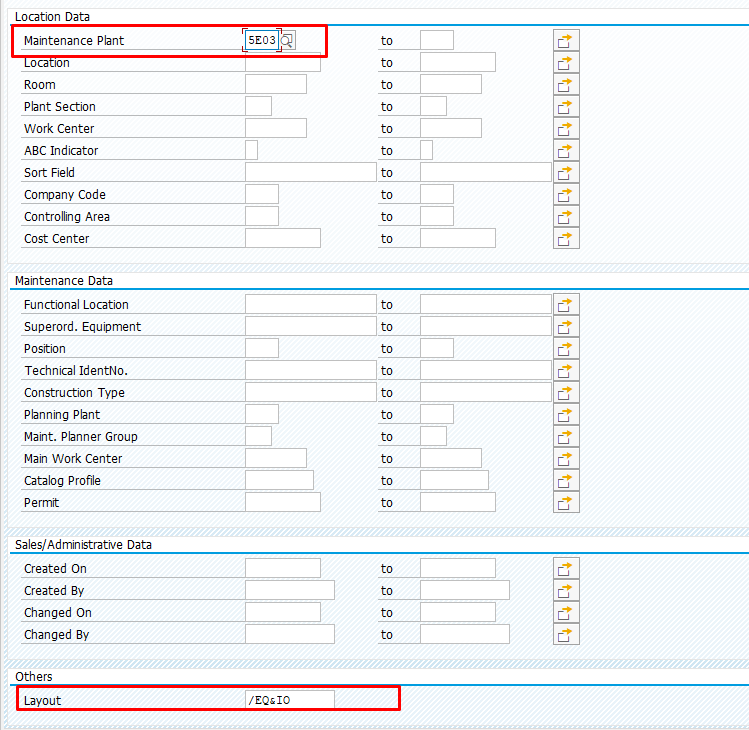 Location Data
Maintenance Plant 5E03 to
Location to
Room to
Plant Section to
Work Center to
ABC Indicator to
Sort Field to
Company Code to
Controlling Area to
Cost Center to
Maintenance Data
Functional Location to
Superord. Equipment to
Position to
Technical IdentNo. to
Construction Type to
Planning Plant to
Maint. Planner Group to
Main Work Center to
Catalog Profile to
Permit to
Sales/Administrative Data
Created On to
Created By to
Changed On to
Changed By to
Others
Layout /EQ&IO